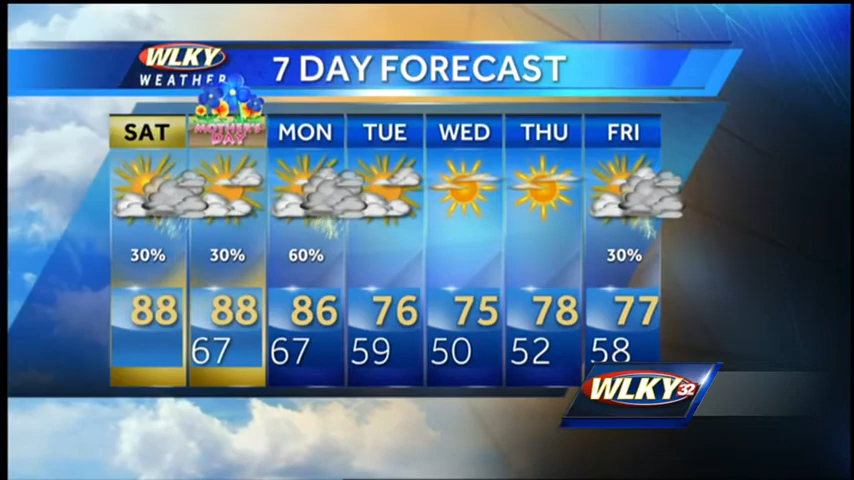 WLKY
WEATHER
7 DAY FORECAST
SAT MOTHER'S DAY MON TUE WED THU FRI
30% 30% 60% 30%
88 88 86 76 75 78 77
67 67 59 50 52 58
WLKY 32